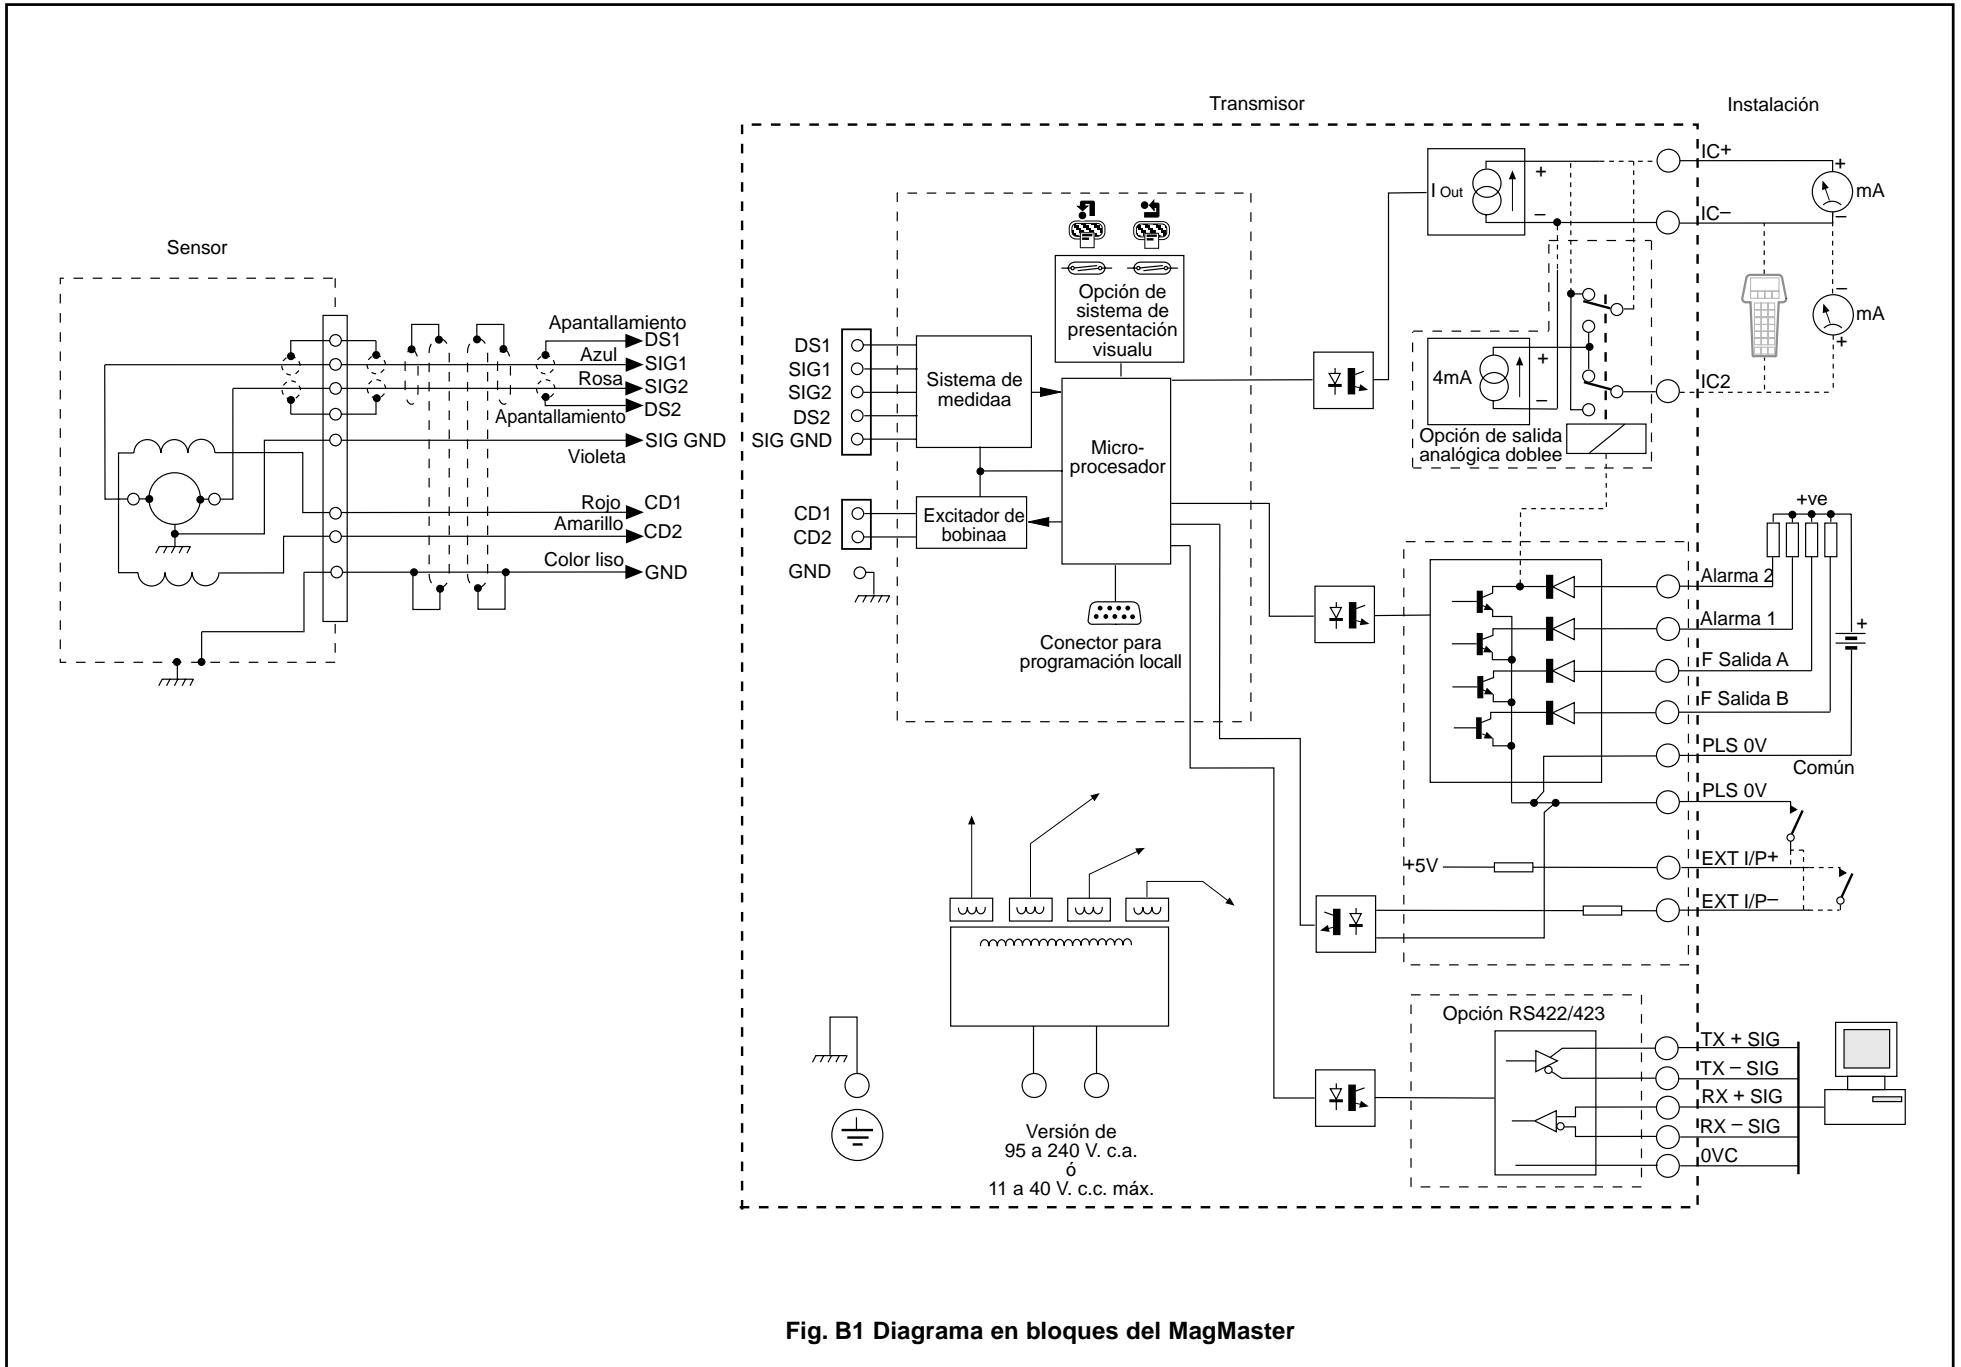 Transmisor
Instalación
Sensor
IC+
+
mA
–
I Out
+
–
IC–
–
mA
+
4mA
+
–
IC2
Opción de salida
analógica doblee
Opción de
sistema de
presentación
visualu
Apantallamiento
DS1
Azul
SIG1
Rosa
SIG2
Apantallamiento
DS2
SIG GND
Violeta
Rojo
CD1
Amarillo
CD2
Color liso
GND
DS1
SIG1
SIG2
DS2
SIG GND
CD1
CD2
GND
Sistema de
medidaa
Micro-
procesador
Excitador de
bobinaa
Conector para
programación locall
+ve
Alarma 2
Alarma 1
+
F Salida A
F Salida B
PLS 0V
Común
PLS 0V
+5V
EXT I/P+
EXT I/P–
Opción RS422/423
TX + SIG
TX – SIG
RX + SIG
RX – SIG
0VC
Versión de
95 a 240 V. c.a.
ó
11 a 40 V. c.c. máx.
Fig. B1 Diagrama en bloques del MagMaster